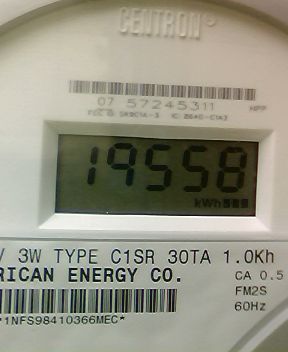 CENTRON®
07 57245311
19558
kWh
V 3W TYPE C1SR 30TA 1.0Kh
RICAN ENERGY CO.
CA 0.5
FM2S
60Hz
*1NFS98410366MEC*